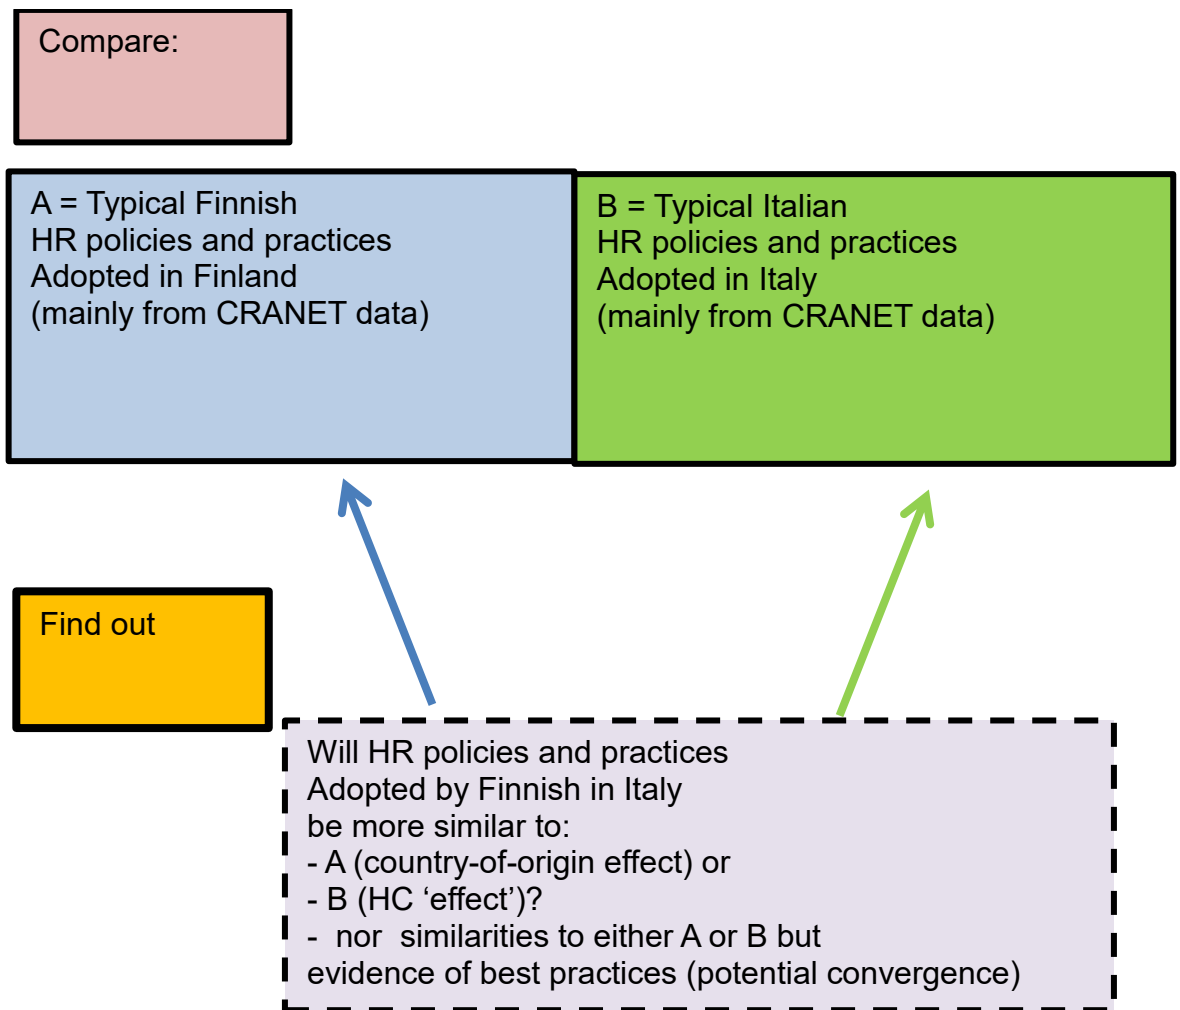 Compare:
A = Typical Finnish
HR policies and practices
Adopted in Finland
(mainly from CRANET data)
B = Typical Italian
HR policies and practices
Adopted in Italy
(mainly from CRANET data)
Find out
Will HR policies and practices
Adopted by Finnish in Italy
be more similar to:
- A (country-of-origin effect) or
- B (HC ‘effect’)?
-  nor  similarities to either A or B but
evidence of best practices (potential convergence)